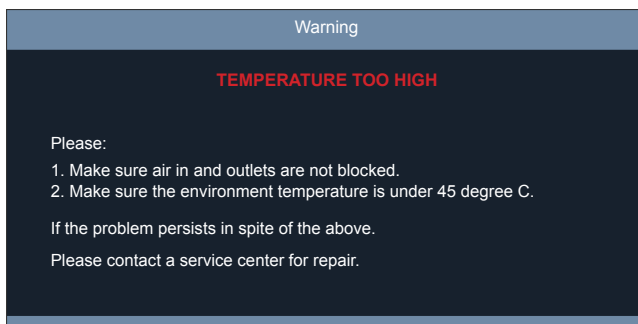 Warning
TEMPERATURE TOO HIGH
Please:
1. Make sure air in and outlets are not blocked.
2. Make sure the environment temperature is under 45 degree C.
If the problem persists in spite of the above.
Please contact a service center for repair.